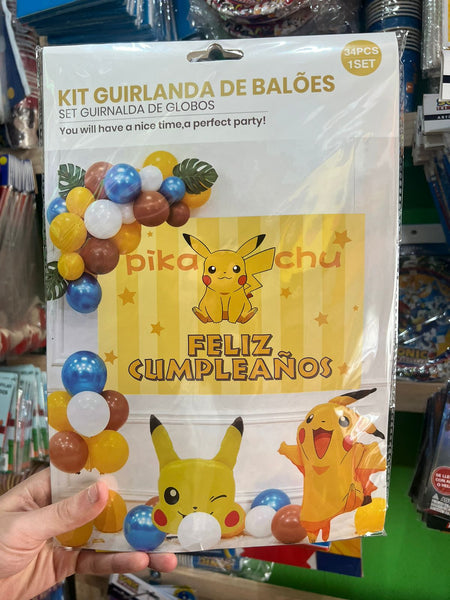 34PCS
1SET
KIT GUIRLANDA DE BALÕES
SET GUIRNALDA DE GLOBOS
You will have a nice time,a perfect party!
pika chu
FELIZ
CUMPLEAÑOS